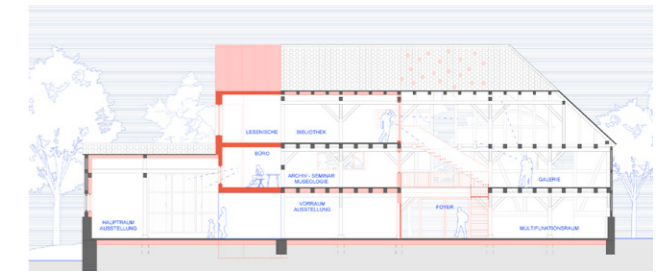 LESENISCHE
BIBLIOTHEK
BÜRO
ARCHIV - SEMINAR
MUSEOLOGIE
GALERIE
VORRAUM
AUSSTELLUNG
FOYER
HAUPTRAUM
AUSSTELLUNG
MULTIFUNKTIONSRAUM